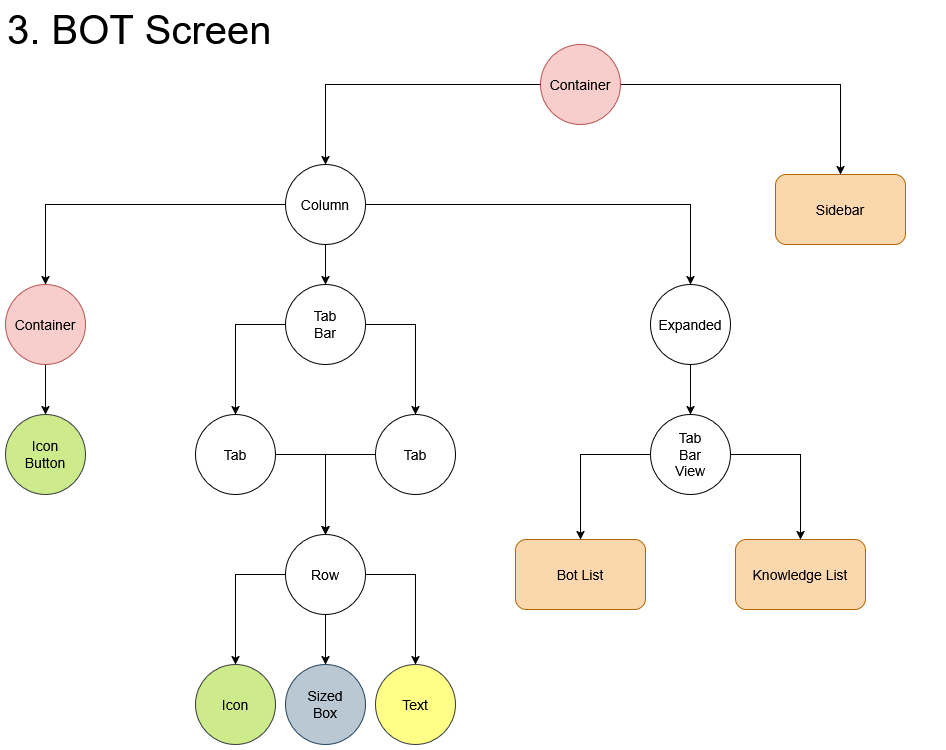 3. BOT Screen
Container
Column
Sidebar
Container
Tab
Bar
Expanded
Icon
Button
Tab
Tab
Tab
Bar
View
Row
Bot List
Knowledge List
Icon
Sized
Box
Text